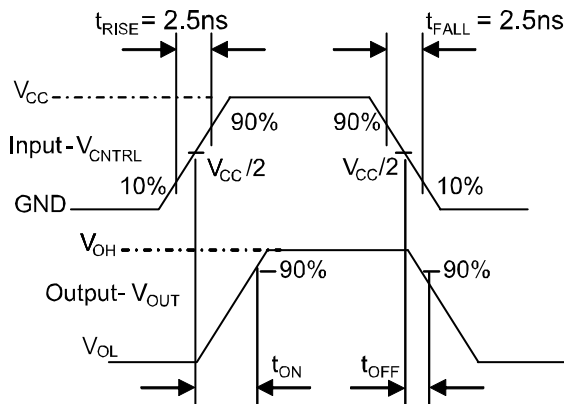 tRISE = 2.5ns
tFALL = 2.5ns
VCC
90%
90%
Input-VCNTRL
VCC/2
VCC/2
10%
10%
GND
VOH
90%
90%
Output-VOUT
VOL
tON
tOFF